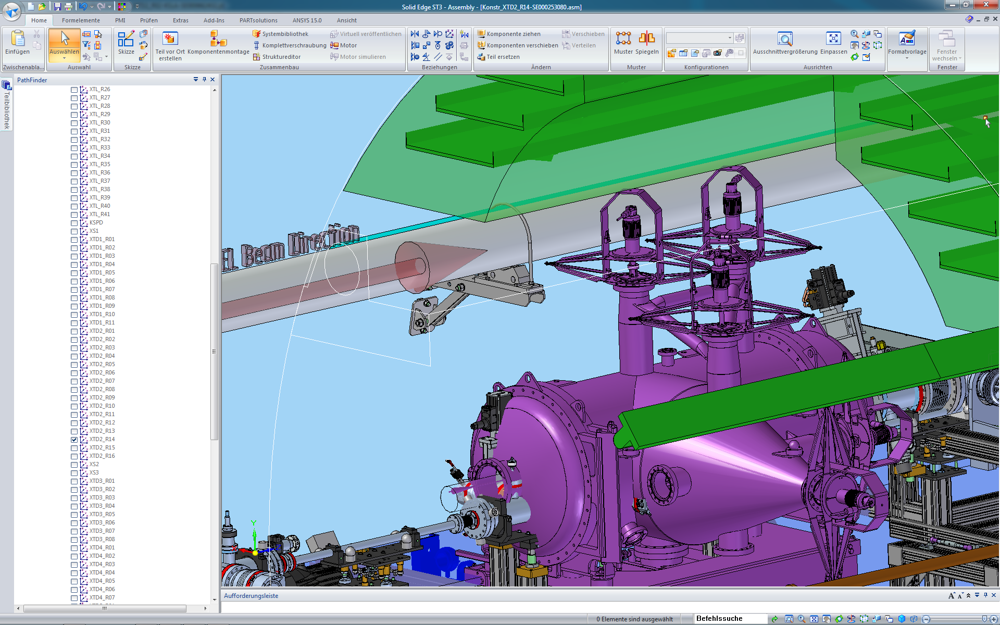 Solid Edge ST3 - Assembly - [Konstr_XTD2_R14-SE000253080.asm]
Home Formelemente PMI Prüfen Extras Add-Ins PARTsolutions ANSYS 15.0 Ansicht
Einfügen
Zwischenabla...
Auswählen
Auswahl
Skizze
Skizze
Teil vor Ort
erstellen
Komponentenmontage
Systembibliothek
Komplettverschraubung
Struktureditor
Virtuell veröffentlichen
Motor
Motor simulieren
Zusammenbau
Beziehungen
Komponente ziehen
Komponenten verschieben
Teil ersetzen
Verschieben
Verteilen
Ändern
Muster Spiegeln
Muster
Konfigurationen
Ausschnittvergrößerung Einpassen
Ausrichten
Formatvorlage
Fenster
wechseln
Fenster
Teilbibliothek
PathFinder
XTL_R26
XTL_R27
XTL_R28
XTL_R29
XTL_R30
XTL_R31
XTL_R32
XTL_R33
XTL_R34
XTL_R35
XTL_R36
XTL_R37
XTL_R38
XTL_R39
XTL_R40
XTL_R41
KSPD
XS1
XTD1_R01
XTD1_R02
XTD1_R03
XTD1_R04
XTD1_R05
XTD1_R06
XTD1_R07
XTD1_R08
XTD1_R09
XTD1_R10
XTD1_R11
XTD2_R01
XTD2_R02
XTD2_R03
XTD2_R04
XTD2_R05
XTD2_R06
XTD2_R07
XTD2_R08
XTD2_R09
XTD2_R10
XTD2_R11
XTD2_R12
XTD2_R13
XTD2_R14
XTD2_R15
XTD2_R16
XS2
XS3
XTD3_R01
XTD3_R02
XTD3_R03
XTD3_R04
XTD3_R05
XTD3_R06
XTD3_R07
XTD3_R08
XTD4_R01
XTD4_R02
XTD4_R03
XTD4_R04
XTD4_R05
XTD4_R06
XTD4_R07
Beam Direction
Y
Aufforderungsleiste
0 Elemente sind ausgewählt
Befehlssuche